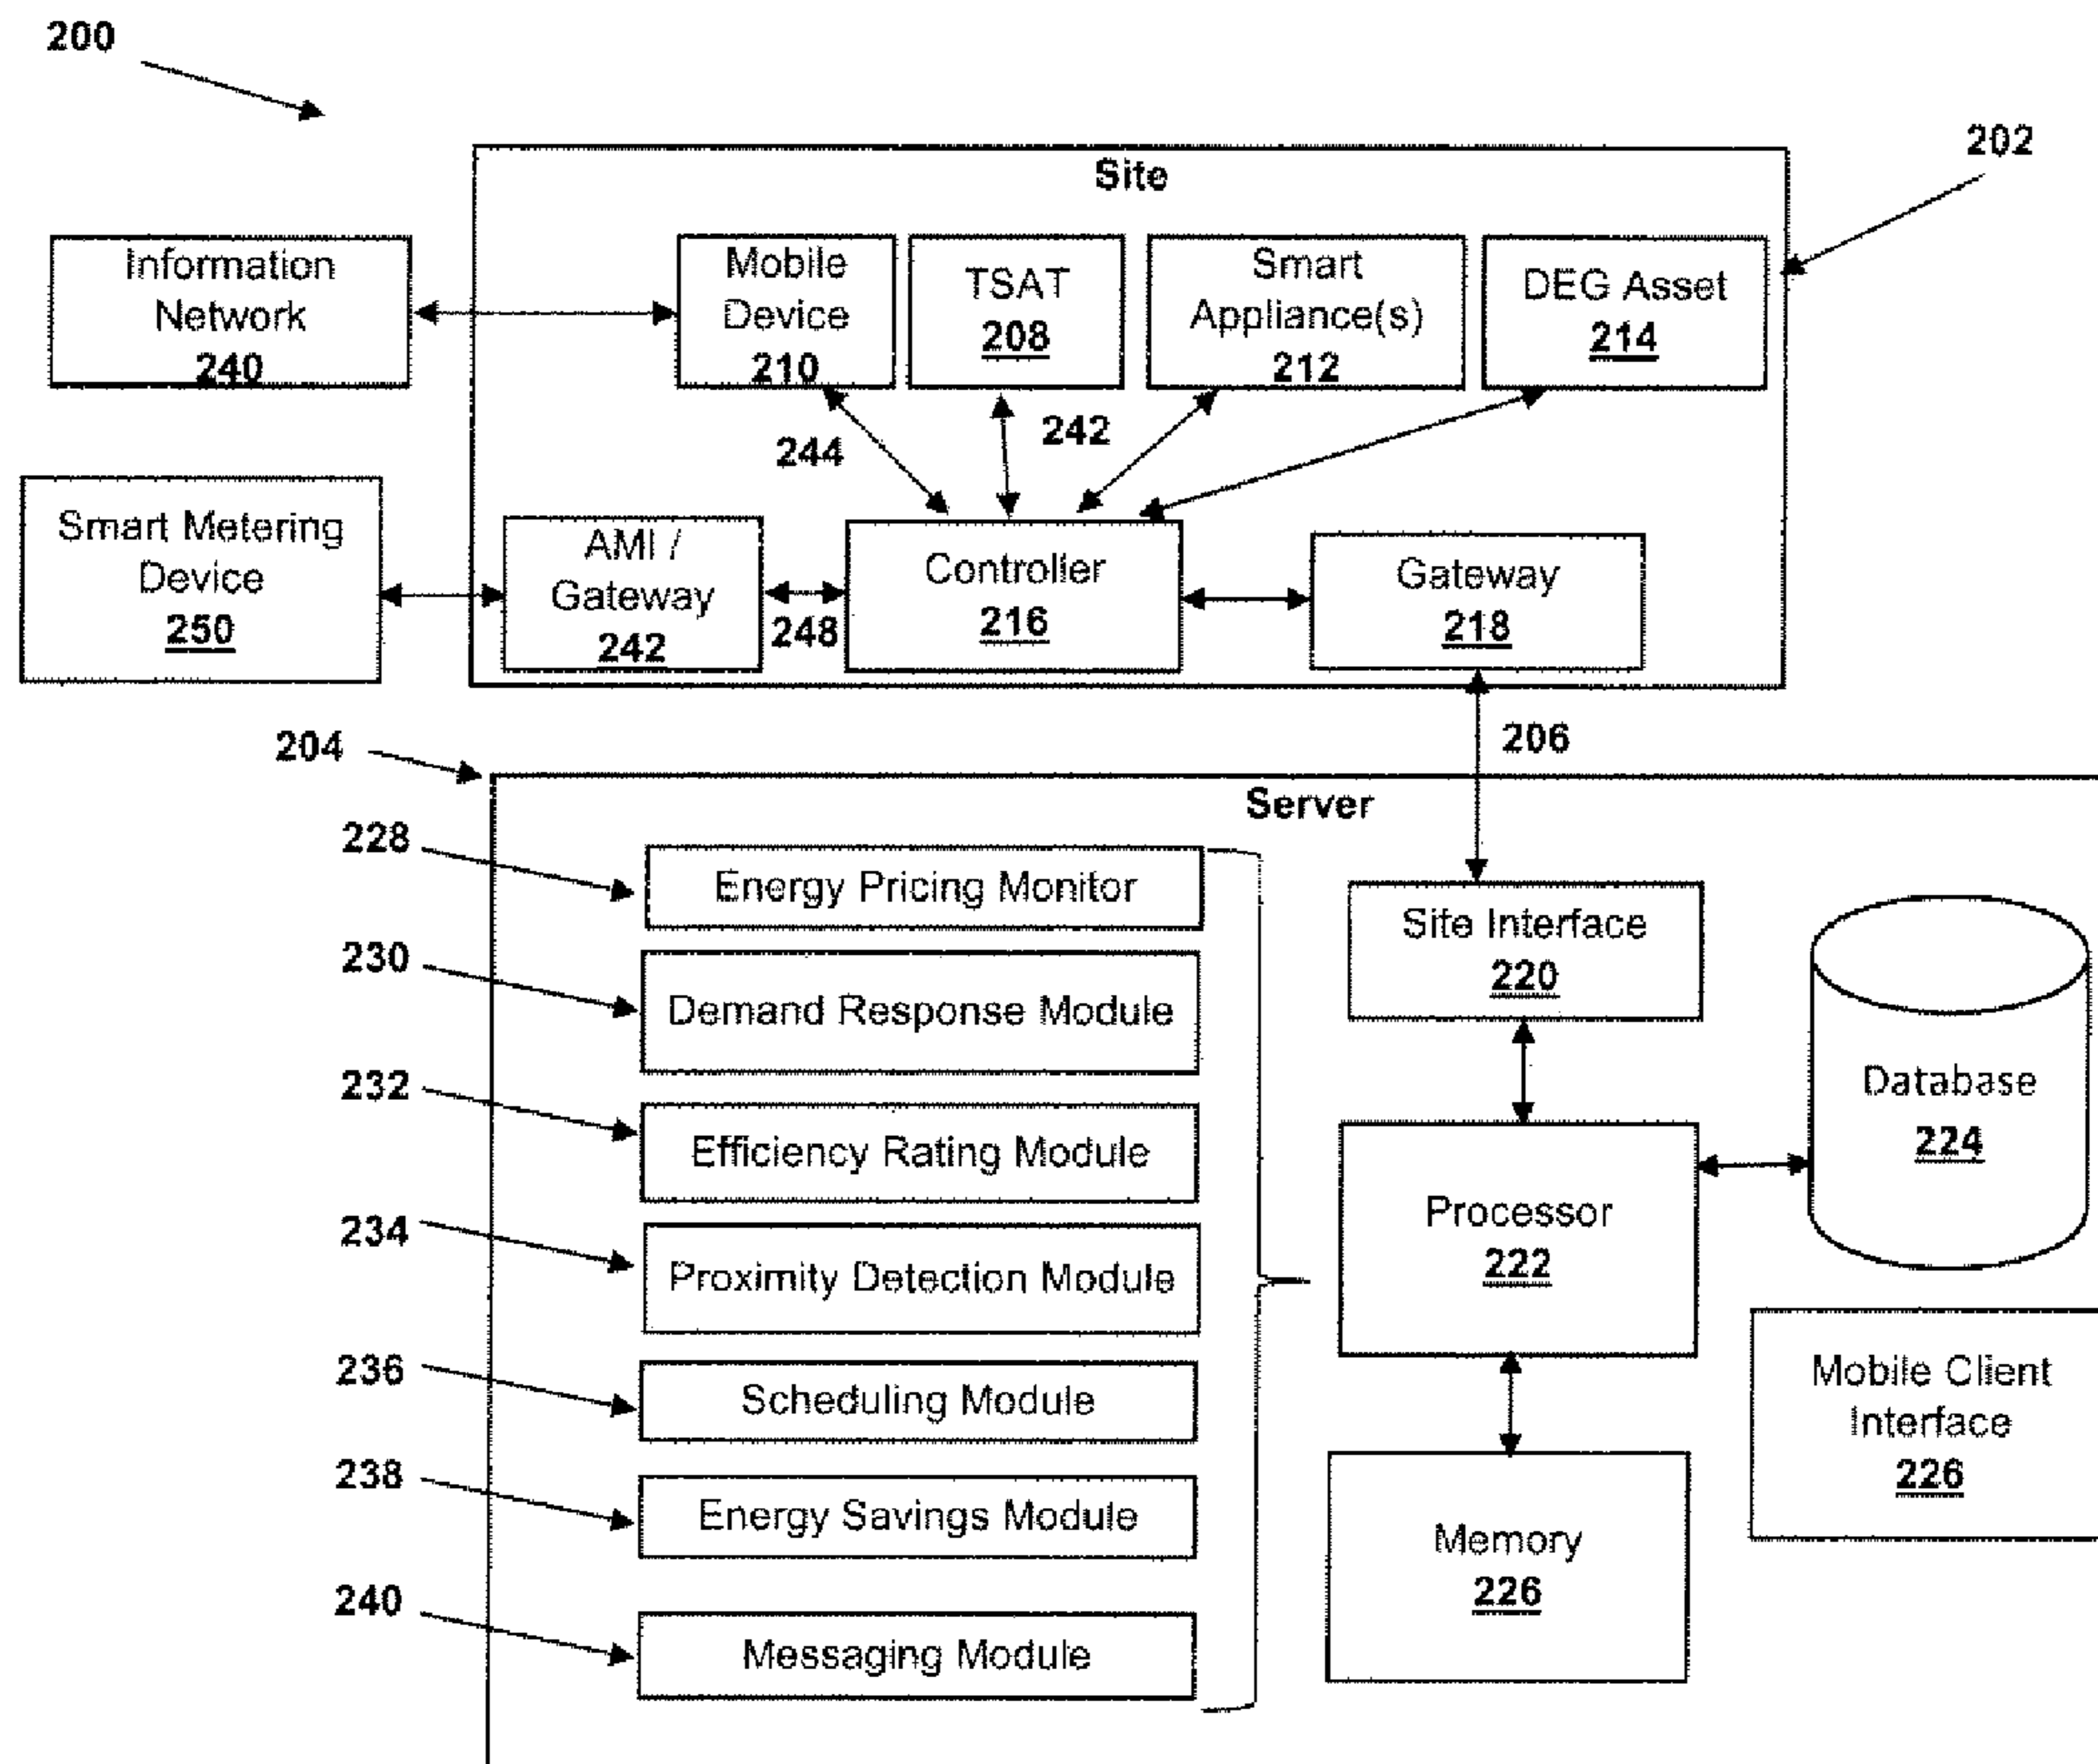 200
202
Site
Information
Network
240
Mobile
Device
210
TSAT
208
Smart
Appliance(s)
212
DEG Asset
214
244
242
Smart Metering
Device
250
AMI /
Gateway
242
248
Controller
216
Gateway
218
206
204
Server
228
Energy Pricing Monitor
230
Demand Response Module
232
Efficiency Rating Module
234
Proximity Detection Module
236
Scheduling Module
238
Energy Savings Module
240
Messaging Module
Site Interface
220
Processor
222
Memory
226
Database
224
Mobile Client
Interface
226